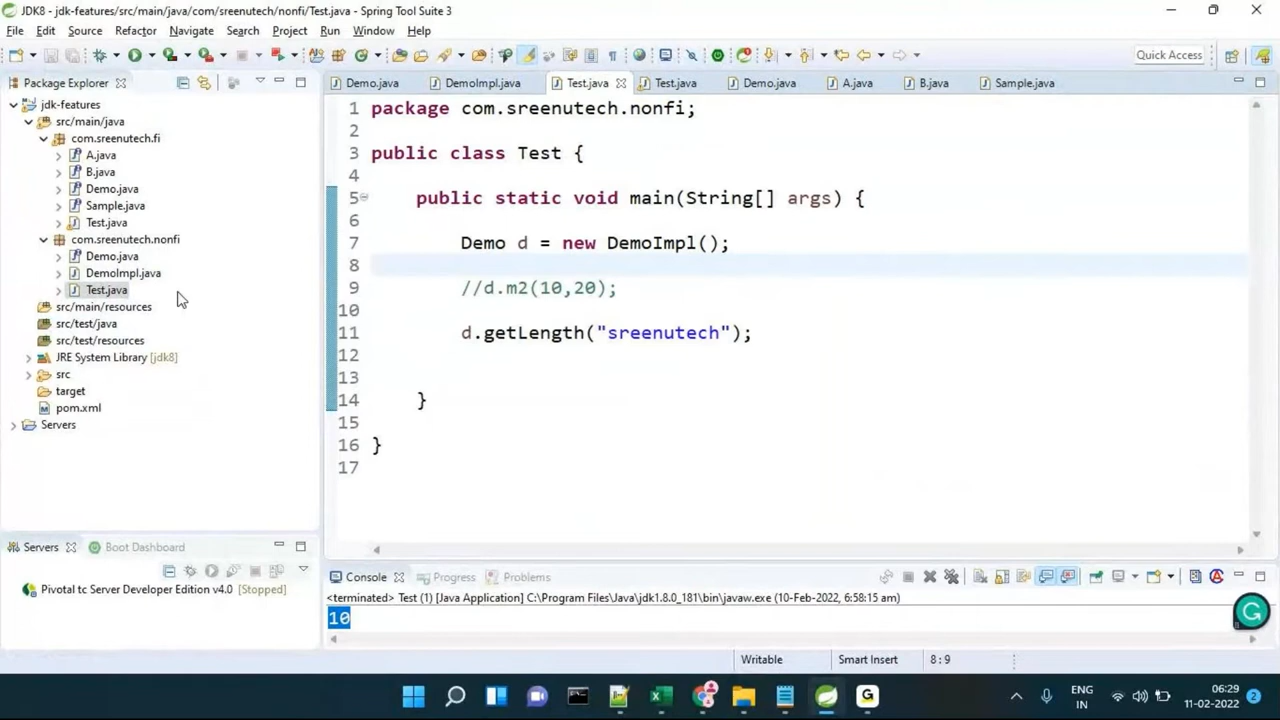 JDK8 - jdk-features/src/main/java/com/sreenutech/nonfi/Test.java - Spring Tool Suite 3
File Edit Source Refactor Navigate Search Project Run Window Help
Quick Access
Package Explorer
jdk-features
src/main/java
com.sreenutech.fi
A.java
B.java
Demo.java
Sample.java
Test.java
com.sreenutech.nonfi
Demo.java
DemoImpl.java
Test.java
src/main/resources
src/test/java
src/test/resources
JRE System Library [jdk8]
src
target
pom.xml
Servers
Demo.java DemoImpl.java Test.java Test.java Demo.java A.java B.java Sample.java
1 package com.sreenutech.nonfi;
2
3 public class Test {
4
5 public static void main(String[] args) {
6
7 Demo d = new DemoImpl();
8
9 //d.m2(10,20);
10
11 d.getLength("sreenutech");
12
13
14 }
15
16 }
17
Servers Boot Dashboard
Pivotal tc Server Developer Edition v4.0 [Stopped]
Console Progress Problems
<terminated> Test (1) [Java Application] C:\Program Files\Java\jdk1.8.0_181\bin\javaw.exe (10-Feb-2022, 6:58:15 am)
10
Writable Smart Insert 8:9
ENG
IN
06:29
11-02-2022
2